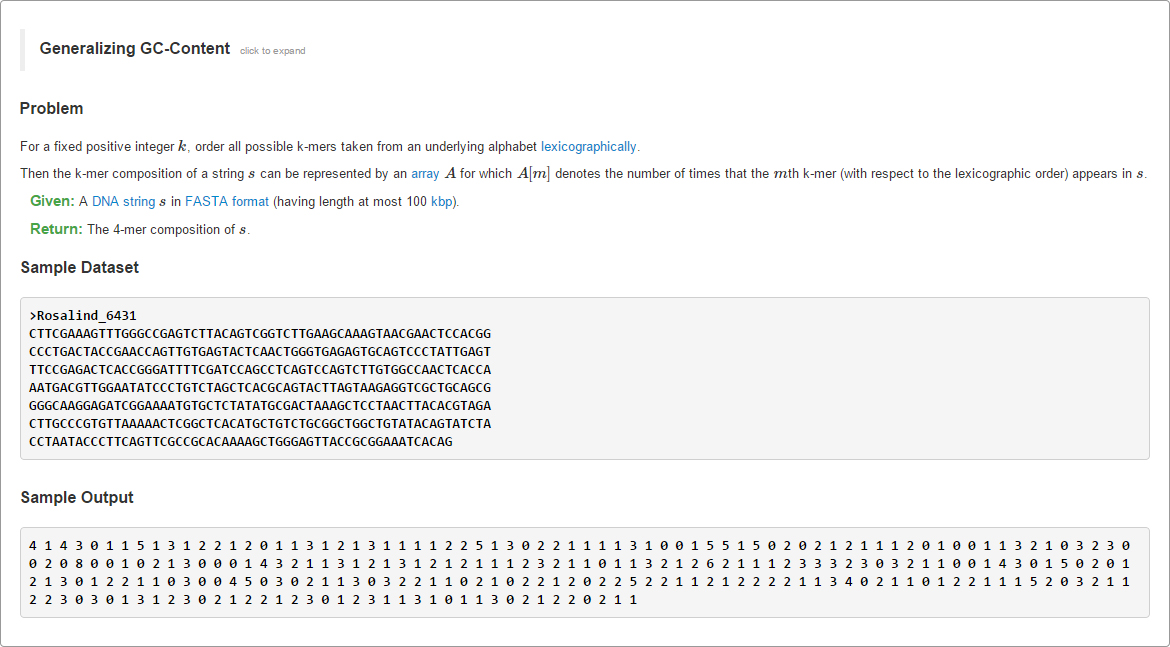 Generalizing GC-Content click to expand
Problem
For a fixed positive integer k, order all possible k-mers taken from an underlying alphabet lexicographically.
Then the k-mer composition of a string s can be represented by an array A for which A[m] denotes the number of times that the mth k-mer (with respect to the lexicographic order) appears in s.
Given: A DNA string s in FASTA format (having length at most 100 kbp).
Return: The 4-mer composition of s.
Sample Dataset
>Rosalind_6431
CTTCGAAAGTTTGGGCCGAGTCTTACAGTCGGTCTTGAAGCAAAGTAACGAACTCCACGG
CCCTGACTACCGAACCAGTTGTGAGTACTCAACTGGGTGAGAGTGCAGTCCCTATTGAGT
TTCCGAGACTCACCGGGATTTTCGATCCAGCCTCAGTCCAGTCTTGTGGCCAACTCACCA
AATGACGTTGGAATATCCCTGTCTAGCTCACGCAGTACTTAGTAAGAGGTCGCTGCAGCG
GGGCAAGGAGATCGGAAAATGTGCTCTATATGCGACTAAAGCTCCTAACTTACACGTAGA
CTTGCCCGTGTTAAAAACTCGGCTCACATGCTGTCTGCGGCTGGCTGTATACAGTATCTA
CCTAATACCCTTCAGTTCGCCGCACAAAAGCTGGGAGTTACCGCGGAAATCACAG
Sample Output
4 1 4 3 0 1 1 5 1 3 1 2 2 1 2 0 1 1 3 1 2 1 3 1 1 1 1 2 2 5 1 3 0 2 2 1 1 1 1 3 1 0 0 1 5 5 1 5 0 2 0 2 1 2 1 1 1 2 0 1 0 0 1 1 3 2 1 0 3 2 3 0
0 2 0 8 0 0 1 0 2 1 3 0 0 0 1 4 3 2 1 1 3 1 2 1 3 1 2 1 2 1 1 1 2 3 2 1 1 0 1 1 3 2 1 2 6 2 1 1 1 2 3 3 3 2 3 0 3 2 1 1 0 0 1 4 3 0 1 5 0 2 0 1
2 1 3 0 1 2 2 1 1 0 3 0 0 4 5 0 3 0 2 1 1 3 0 3 2 2 1 1 0 2 1 0 2 2 1 2 0 2 2 5 2 2 1 1 2 1 2 2 2 2 1 1 3 4 0 2 1 1 0 1 2 2 1 1 1 5 2 0 3 2 1 1
2 2 3 0 3 0 1 3 1 2 3 0 2 1 2 2 1 2 3 0 1 2 3 1 1 3 1 0 1 1 3 0 2 1 2 2 0 2 1 1